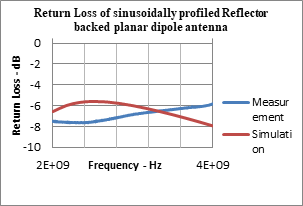 Return Loss of sinusoidally profiled Reflector
backed planar dipole antenna
Return Loss - dB
0
-2
-4
-6
-8
-10
2E+09
4E+09
Frequency - Hz
Measur
ement
Simulati
on